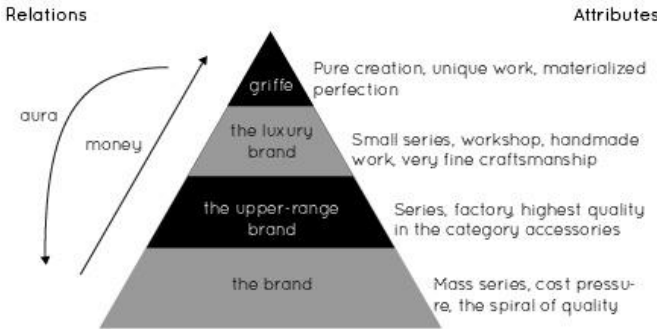 Relations
Attributes
griffe
Pure creation, unique work, materialized
perfection
aura
money
the luxury
brand
Small series, workshop, handmade
work, very fine craftsmanship
the upper-range
brand
Series, factory, highest quality
in the category accessories
the brand
Mass series, cost pressu-
re, the spiral of quality